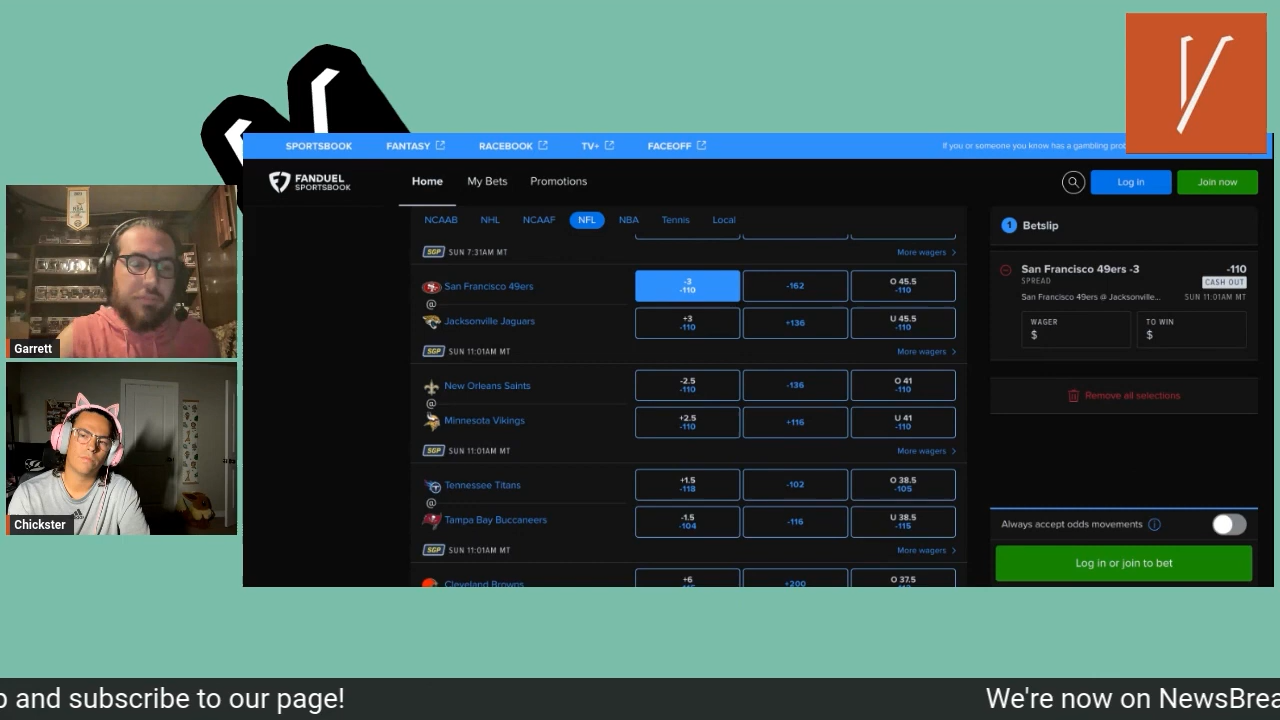 SPORTSBOOK FANTASY RACEBOOK TV+ FACEOFF
If you or someone you know has a gambling
FANDUEL
SPORTSBOOK
Home My Bets Promotions
Log in Join now
NCAAB NHL NCAAF NFL NBA Tennis Local
1 Betslip
SGP SUN 7:31AM MT More wagers
San Francisco 49ers
-3
-110
-162
O 45.5
-110
@
Jacksonville Jaguars
+3
-110
+136
U 45.5
-110
SGP SUN 11:01AM MT More wagers
New Orleans Saints
-2.5
-110
-136
O 41
-110
@
Minnesota Vikings
+2.5
-110
+116
U 41
-110
SGP SUN 11:01AM MT More wagers
Tennessee Titans
+1.5
-118
-102
O 38.5
-105
@
Tampa Bay Buccaneers
-1.5
-104
-116
U 38.5
-115
SGP SUN 11:01AM MT More wagers
Cleveland Browns
+6
+200
O 37.5
San Francisco 49ers -3 -110
SPREAD CASH OUT
San Francisco 49ers @ Jacksonville... SUN 11:01AM MT
WAGER
$
TO WIN
$
Remove all selections
Always accept odds movements
Log in or join to bet
Garrett
Chickster
and subscribe to our page!
We're now on